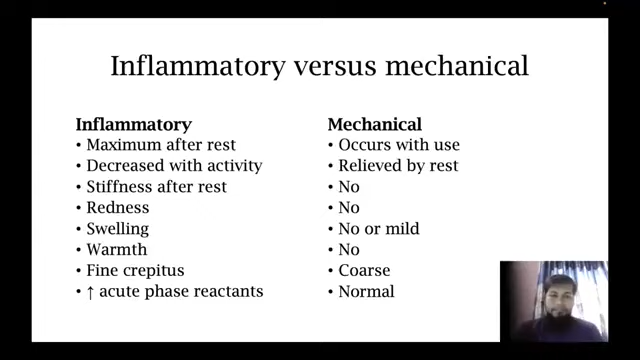 Inflammatory versus mechanical
Inflammatory
• Maximum after rest
• Decreased with activity
• Stiffness after rest
• Redness
• Swelling
• Warmth
• Fine crepitus
• ↑ acute phase reactants
Mechanical
• Occurs with use
• Relieved by rest
• No
• No
• No or mild
• No
• Coarse
• Normal